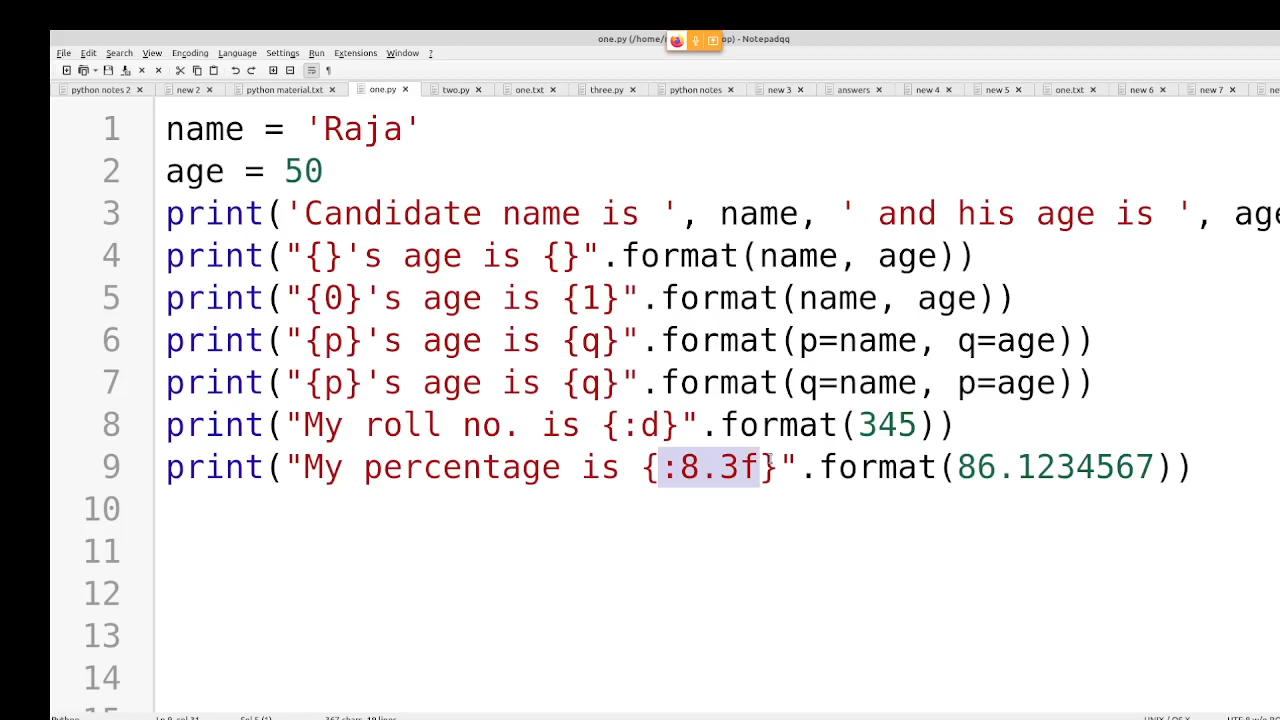 one.py (/home/ op) - Notepadqq
File Edit Search View Encoding Language Settings Run Extensions Window ?
python notes 2 new 2 python material.txt one.py two.py one.txt three.py python notes new 3 answers new 4 new 5 one.txt new 6 new 7
1 name = 'Raja'
2 age = 50
3 print('Candidate name is ', name, ' and his age is ', age
4 print("{}'s age is {}".format(name, age))
5 print("{0}'s age is {1}".format(name, age))
6 print("{p}'s age is {q}".format(p=name, q=age))
7 print("{p}'s age is {q}".format(q=name, p=age))
8 print("My roll no. is {:d}".format(345))
9 print("My percentage is {:8.3f}".format(86.1234567))
10
11
12
13
14